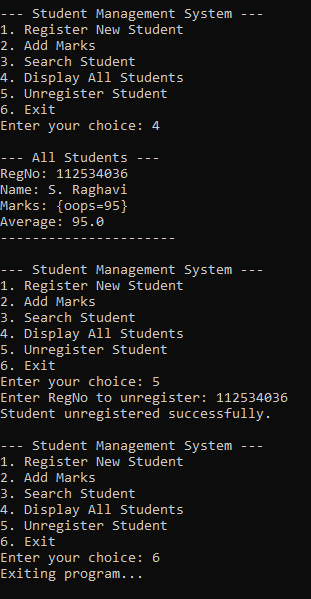 --- Student Management System ---
1. Register New Student
2. Add Marks
3. Search Student
4. Display All Students
5. Unregister Student
6. Exit
Enter your choice: 4
--- All Students ---
RegNo: 112534036
Name: S. Raghavi
Marks: {oops=95}
Average: 95.0
----------------------
--- Student Management System ---
1. Register New Student
2. Add Marks
3. Search Student
4. Display All Students
5. Unregister Student
6. Exit
Enter your choice: 5
Enter RegNo to unregister: 112534036
Student unregistered successfully.
--- Student Management System ---
1. Register New Student
2. Add Marks
3. Search Student
4. Display All Students
5. Unregister Student
6. Exit
Enter your choice: 6
Exiting program...